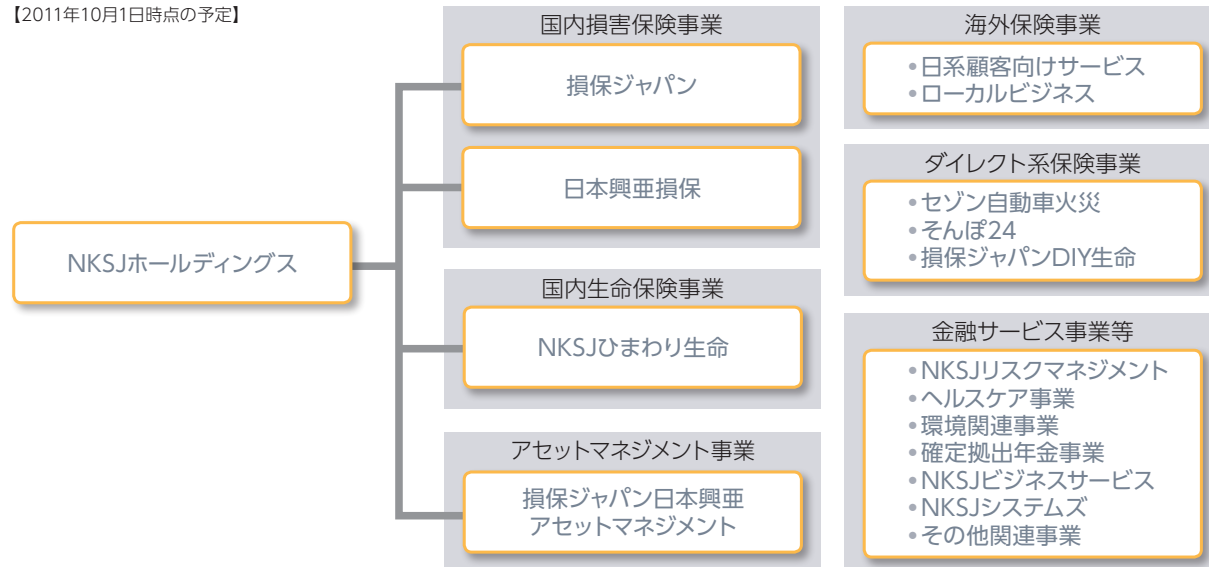 【2011年10月1日時点の予定】
NKSJホールディングス
国内損害保険事業
損保ジャパン
日本興亜損保
国内生命保険事業
NKSJひまわり生命
アセットマネジメント事業
損保ジャパン日本興亜
アセットマネジメント
海外保険事業
•日系顧客向けサービス
•ローカルビジネス
ダイレクト系保険事業
•セゾン自動車火災
•そんぽ24
•損保ジャパンDIY生命
金融サービス事業等
•NKSJリスクマネジメント
•ヘルスケア事業
•環境関連事業
•確定拠出年金事業
•NKSJビジネスサービス
•NKSJシステムズ
•その他関連事業